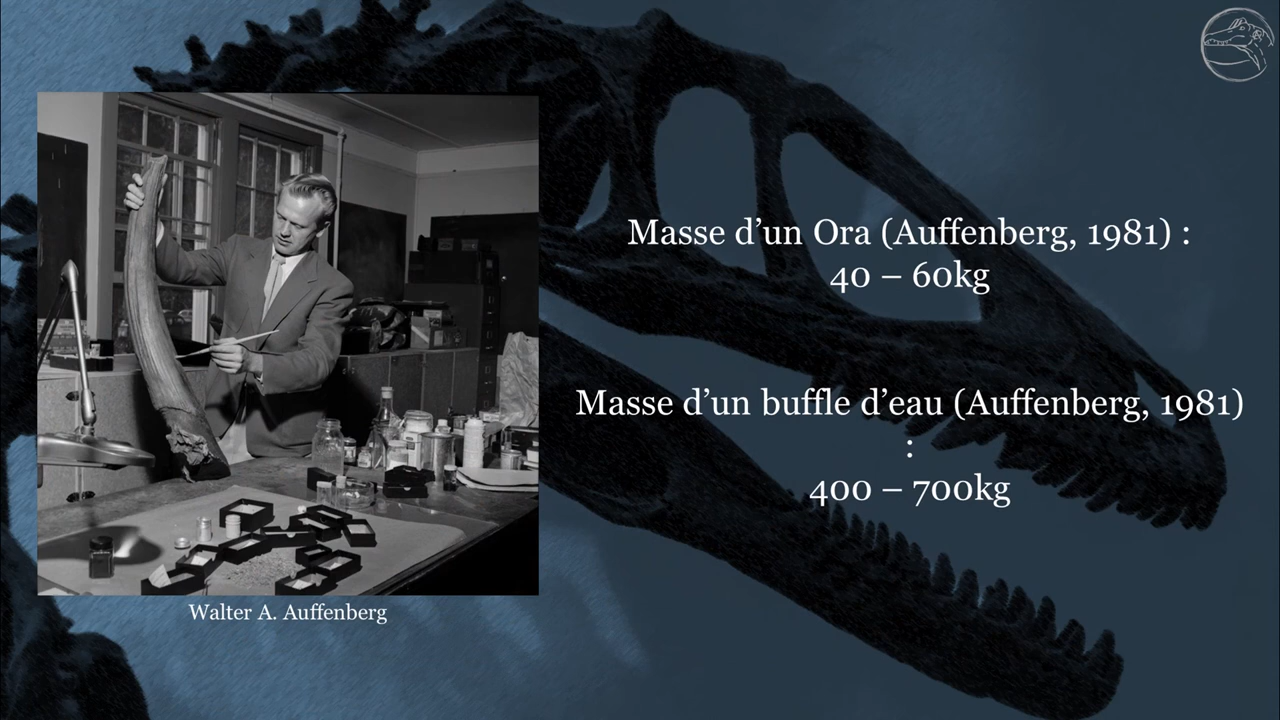 Masse d’un Ora (Auffenberg, 1981) :
40 – 60kg
Masse d’un buffle d’eau (Auffenberg, 1981)
:
400 – 700kg
Walter A. Auffenberg